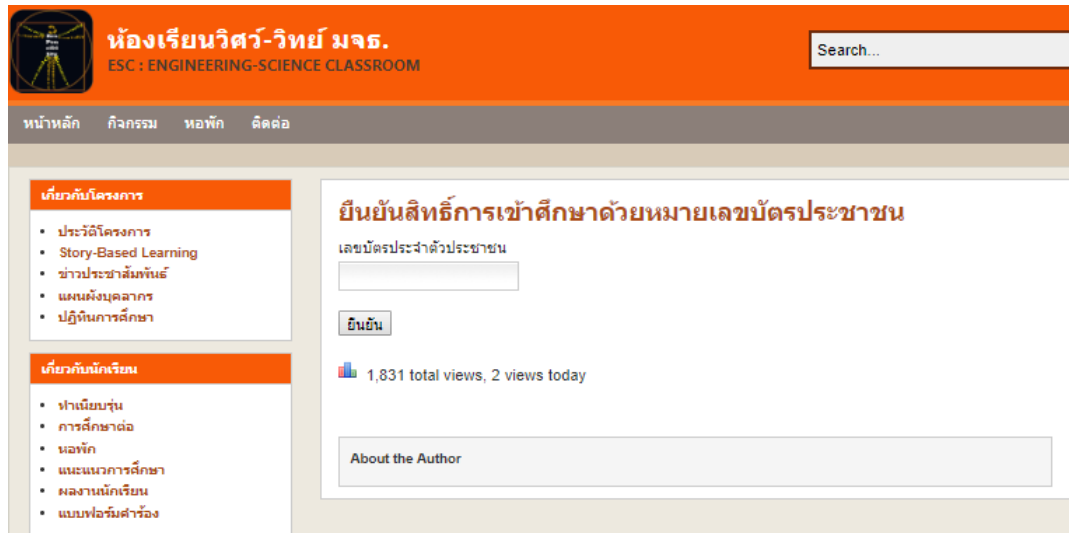 ห้องเรียนวิศว์-วิทย์ มจธ.
ESC : ENGINEERING-SCIENCE CLASSROOM
Search...
หน้าหลัก กิจกรรม หอพัก ติดต่อ
เกี่ยวกับโครงการ
• ประวัติโครงการ
• Story-Based Learning
• ข่าวประชาสัมพันธ์
• แผนผังบุคลากร
• ปฏิทินการศึกษา
เกี่ยวกับนักเรียน
• ทำเนียบรุ่น
• การศึกษาต่อ
• หอพัก
• แนะแนวการศึกษา
• ผลงานนักเรียน
• แบบฟอร์มคำร้อง
ยืนยันสิทธิ์การเข้าศึกษาด้วยหมายเลขบัตรประชาชน
เลขบัตรประจำตัวประชาชน
ยืนยัน
1,831 total views, 2 views today
About the Author